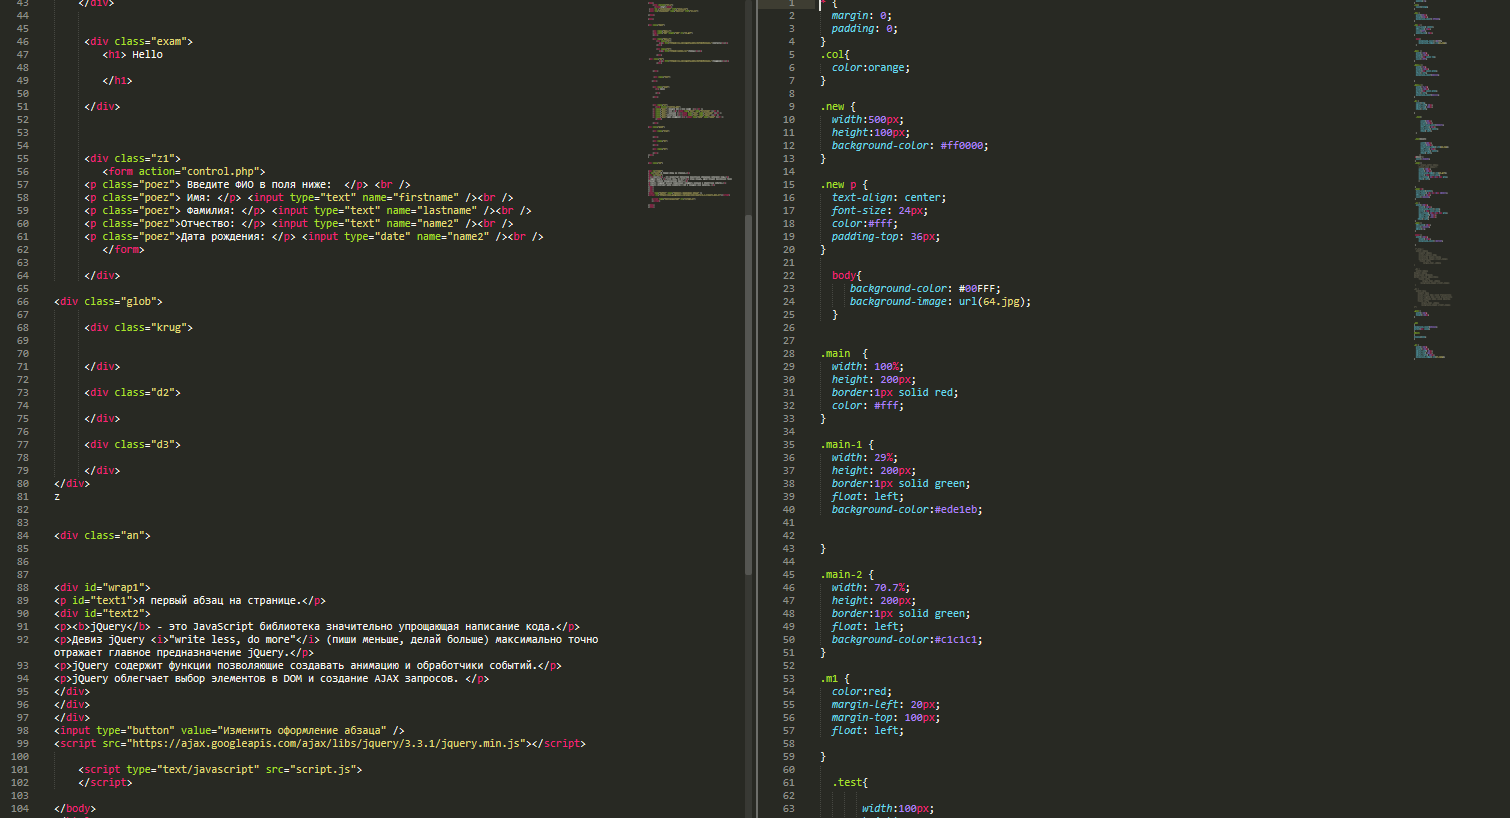 43 </div>
44
45
46 <div class="exam">
47 <h1> Hello
48
49 </h1>
50
51 </div>
52
53
54
55 <div class="z1">
56 <form action="control.php">
57 <p class="poez"> Введите ФИО в поля ниже:  </p> <br />
58 <p class="poez"> Имя: </p> <input type="text" name="firstname" /><br />
59 <p class="poez"> Фамилия: </p> <input type="text" name="lastname" /><br />
60 <p class="poez">Отчество: </p> <input type="text" name="name2" /><br />
61 <p class="poez">Дата рождения: </p> <input type="date" name="name2" /><br />
62 </form>
63
64 </div>
65
66 <div class="glob">
67
68 <div class="krug">
69
70
71 </div>
72
73 <div class="d2">
74
75 </div>
76
77 <div class="d3">
78
79 </div>
80 </div>
81 z
82
83
84 <div class="an">
85
86
87
88 <div id="wrap1">
89 <p id="text1">Я первый абзац на странице.</p>
90 <div id="text2">
91 <p><b>jQuery</b> - это JavaScript библиотека значительно упрощающая написание кода.</p>
92 <p>Девиз jQuery <i>"write less, do more"</i> (пиши меньше, делай больше) максимально точно
отражает главное предназначение jQuery.</p>
93 <p>jQuery содержит функции позволяющие создавать анимацию и обработчики событий.</p>
94 <p>jQuery облегчает выбор элементов в DOM и создание AJAX запросов. </p>
95 </div>
96 </div>
97 </div>
98 <input type="button" value="Изменить оформление абзаца" />
99 <script src="https://ajax.googleapis.com/ajax/libs/jquery/3.3.1/jquery.min.js"></script>
100
101 <script type="text/javascript" src="script.js">
102 </script>
103
104 </body>
1 * {
2 margin: 0;
3 padding: 0;
4 }
5 .col{
6 color:orange;
7 }
8
9 .new {
10 width:500px;
11 height:100px;
12 background-color: #ff0000;
13 }
14
15 .new p {
16 text-align: center;
17 font-size: 24px;
18 color:#fff;
19 padding-top: 36px;
20 }
21
22 body{
23 background-color: #00FFF;
24 background-image: url(64.jpg);
25 }
26
27
28 .main  {
29 width: 100%;
30 height: 200px;
31 border:1px solid red;
32 color: #fff;
33 }
34
35 .main-1 {
36 width: 29%;
37 height: 200px;
38 border:1px solid green;
39 float: left;
40 background-color:#ede1eb;
41
42
43 }
44
45 .main-2 {
46 width: 70.7%;
47 height: 200px;
48 border:1px solid green;
49 float: left;
50 background-color:#c1c1c1;
51 }
52
53 .m1 {
54 color:red;
55 margin-left: 20px;
56 margin-top: 100px;
57 float: left;
58
59 }
60
61 .test{
62
63 width:100px;